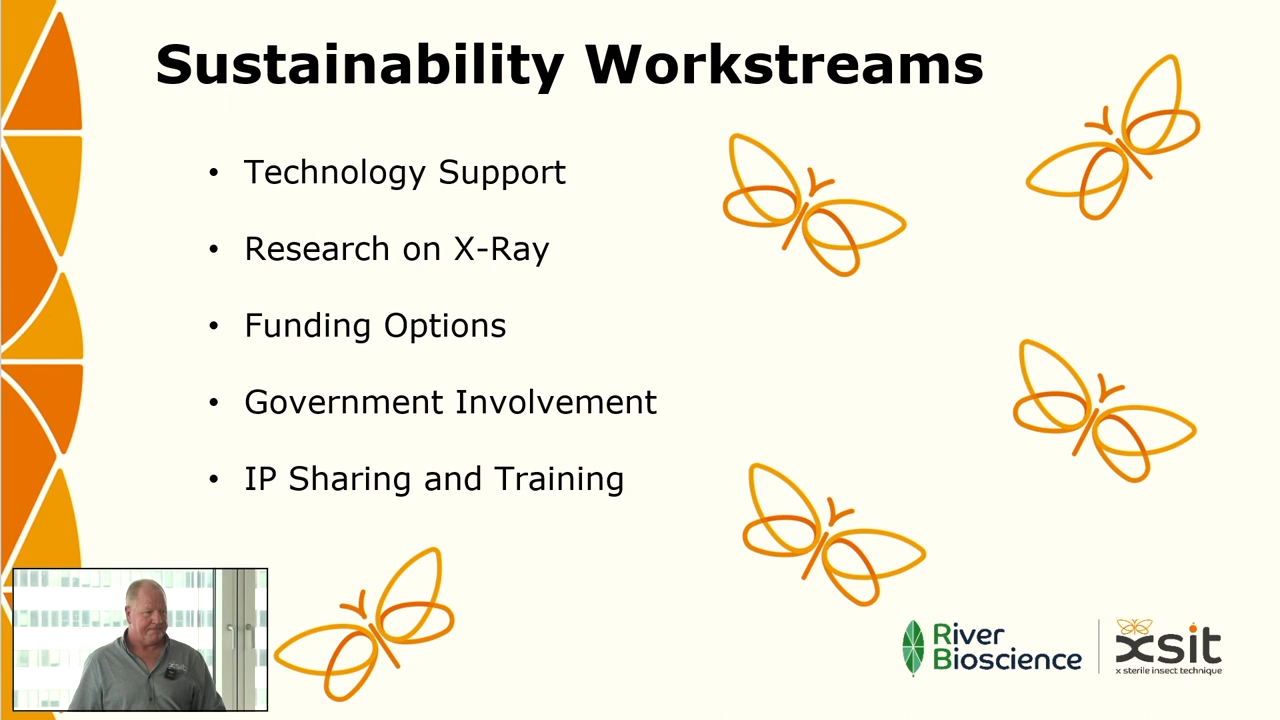 Sustainability Workstreams
• Technology Support
• Research on X-Ray
• Funding Options
• Government Involvement
• IP Sharing and Training
River
Bioscience
xsit
x sterile insect technique
xsit